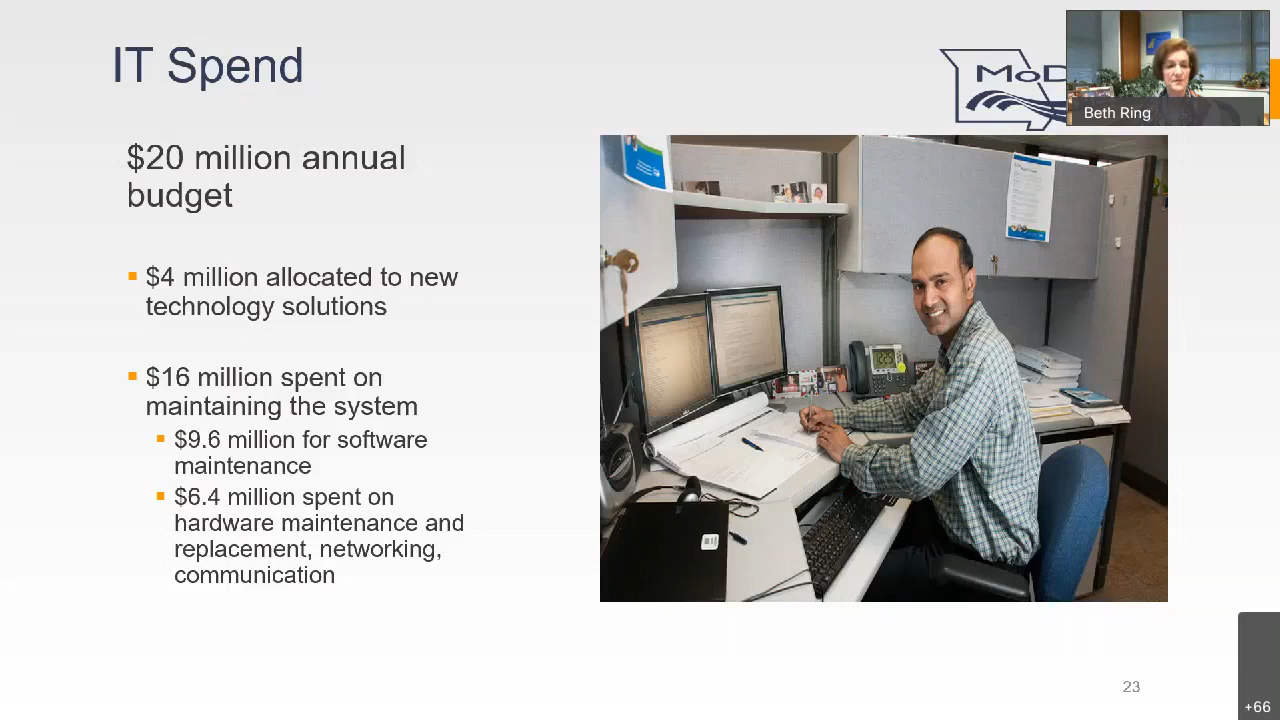 IT Spend
MoD
Beth Ring
$20 million annual
budget
$4 million allocated to new
technology solutions
$16 million spent on
maintaining the system
$9.6 million for software
maintenance
$6.4 million spent on
hardware maintenance and
replacement, networking,
communication
23
+66